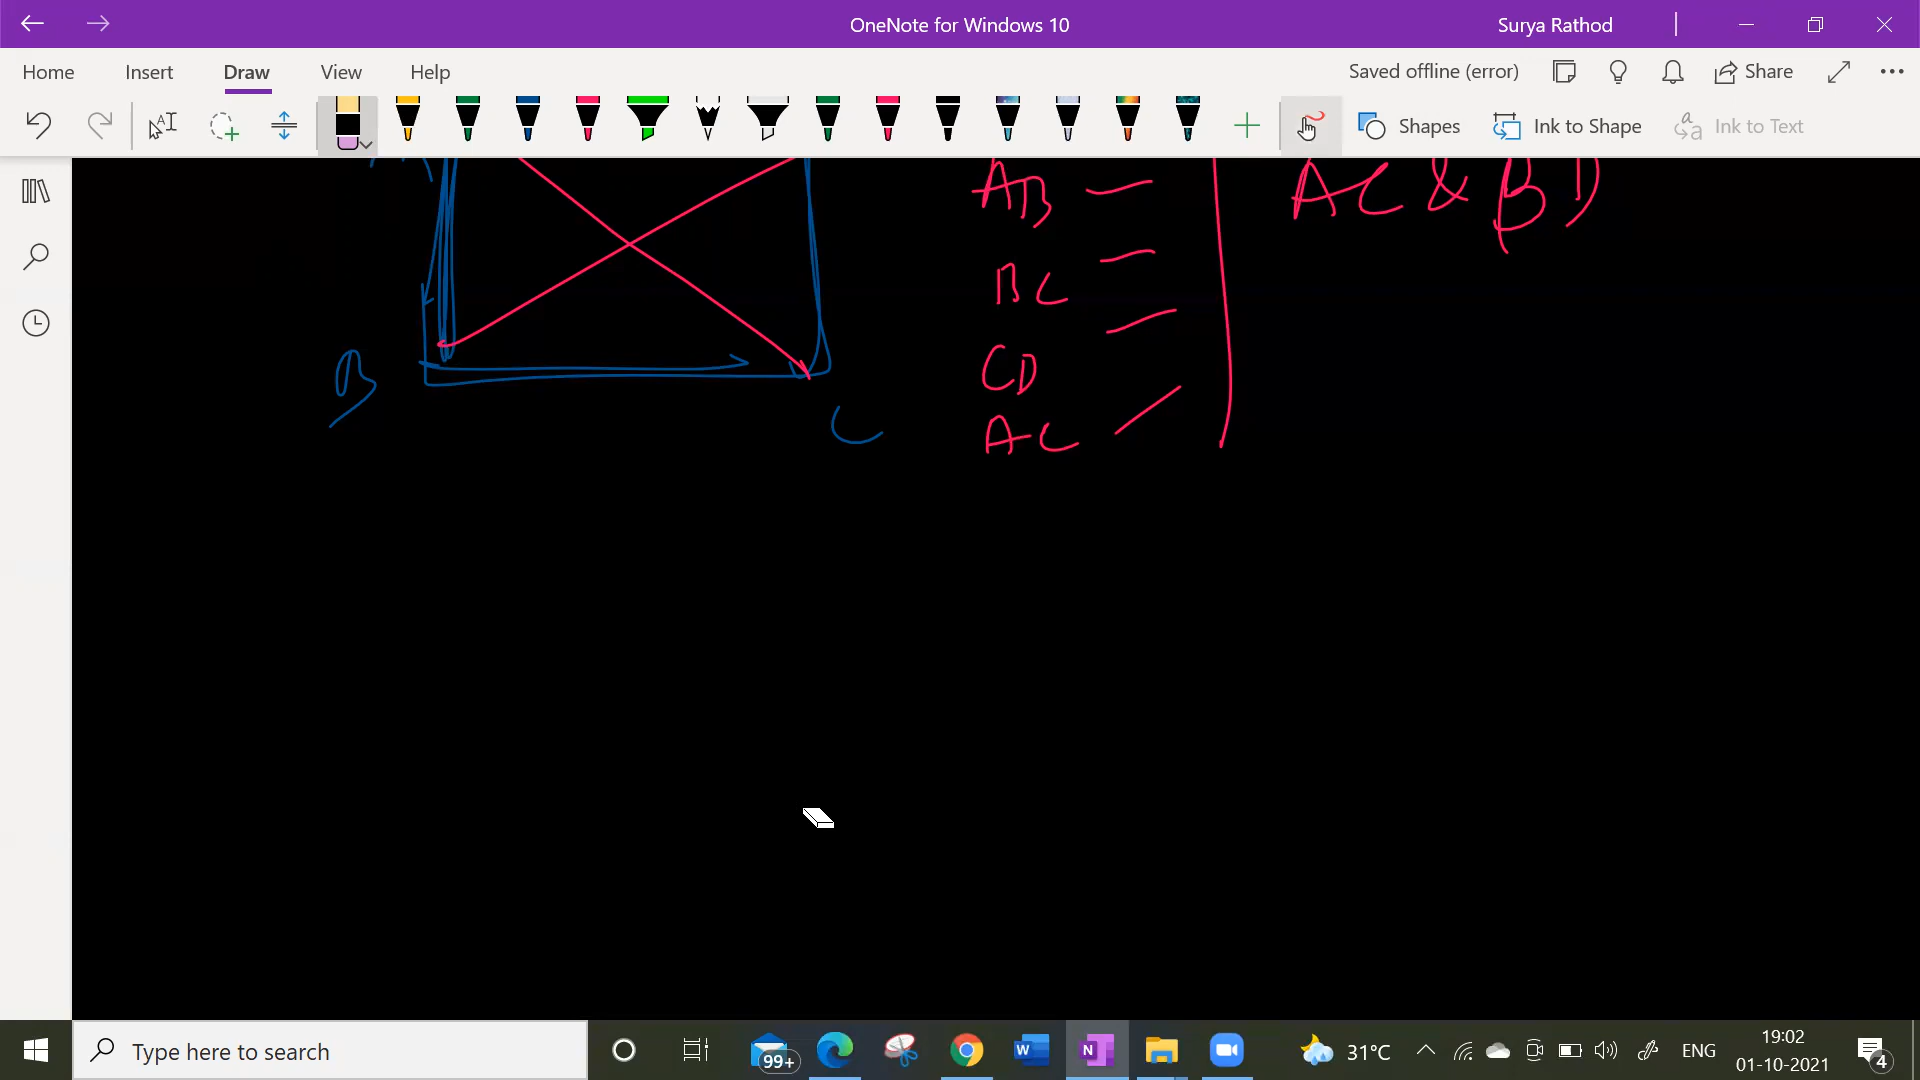 OneNote for Windows 10
Surya Rathod
Home Insert Draw View Help
Saved offline (error)
Share
Shapes
Ink to Shape
Ink to Text
AB —
BC —
CD —
AC —
AC & BD
B
C
Type here to search
99+
31°C
ENG
19:02
01-10-2021
4